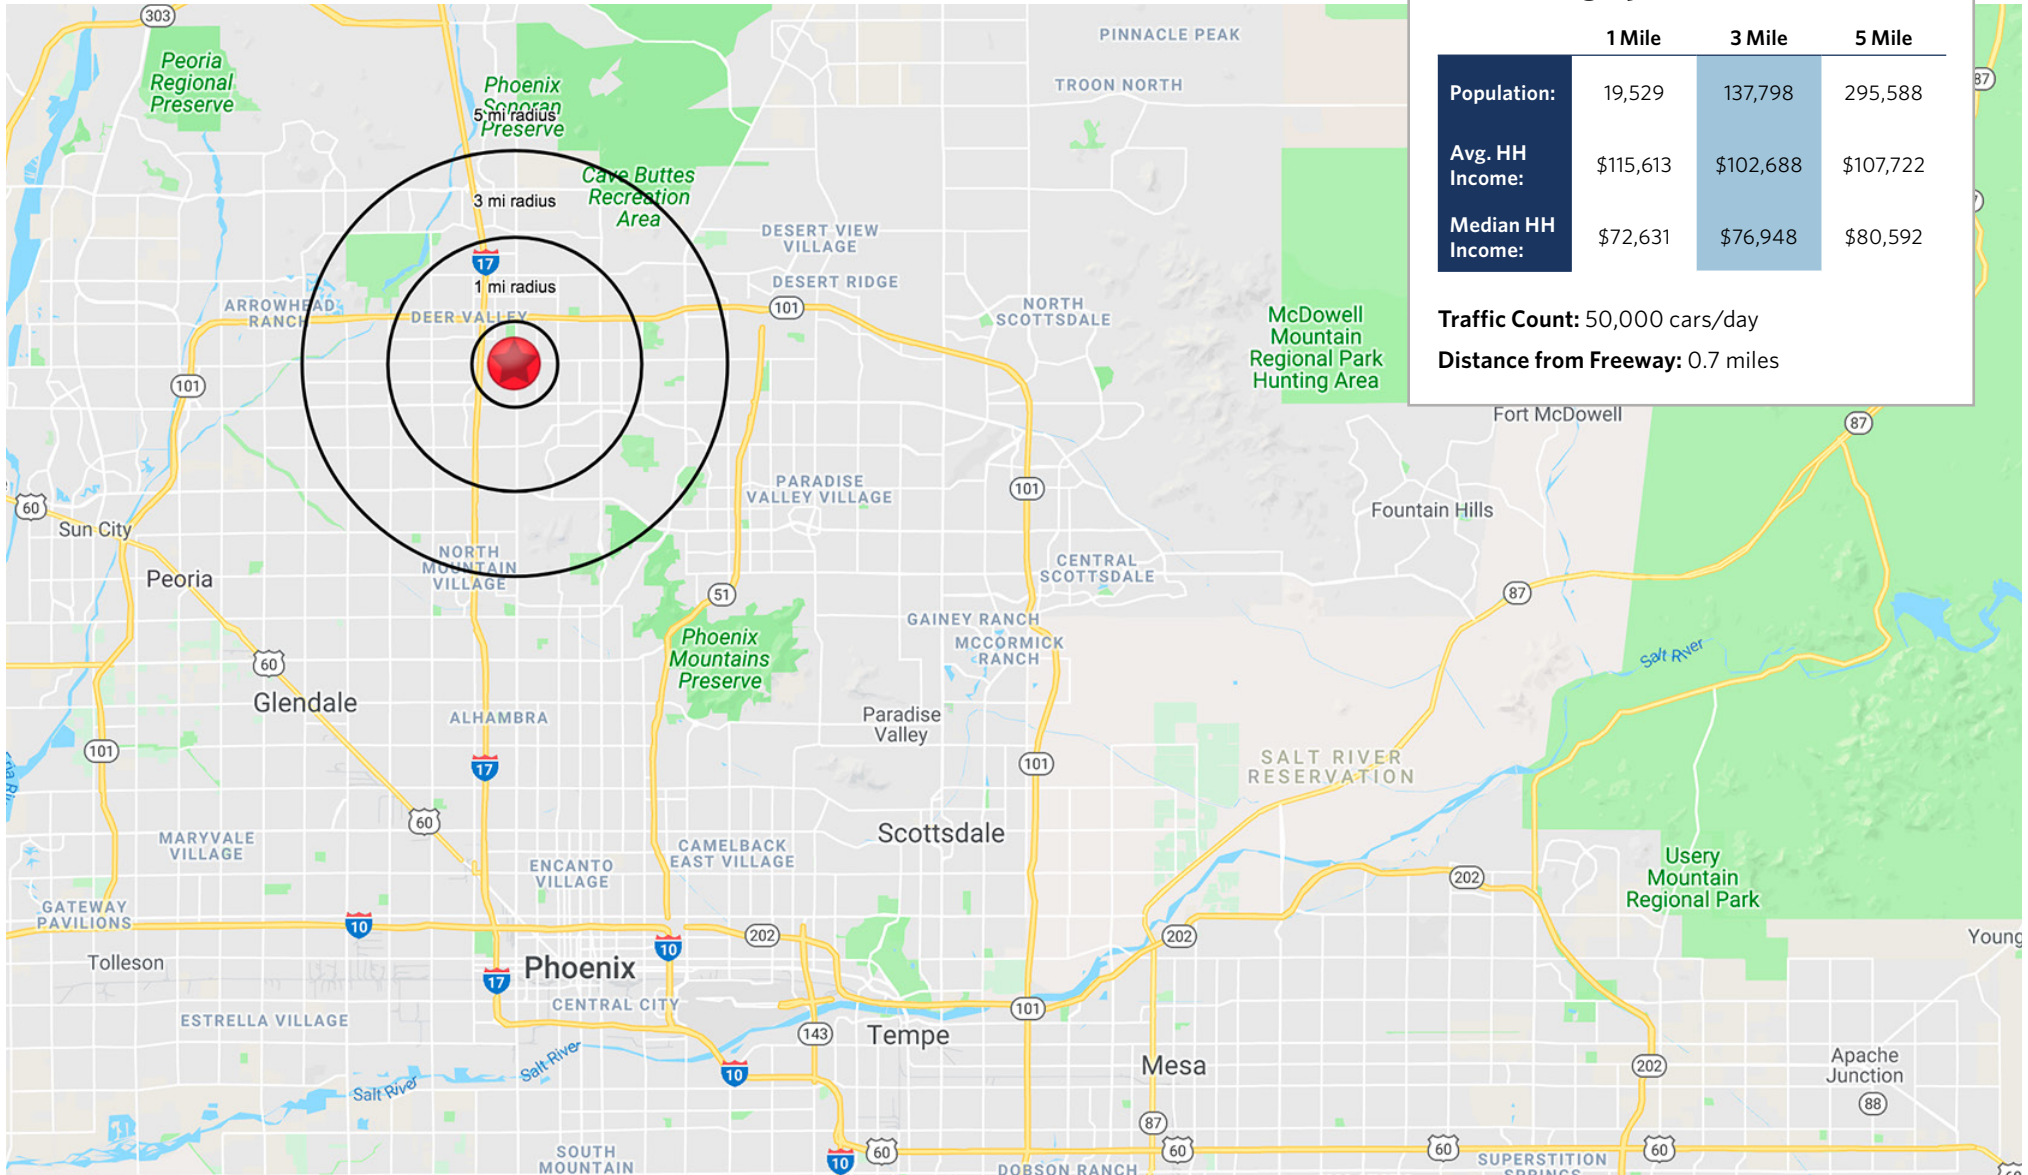 303
PINNACLE PEAK
TROON NORTH
Peoria
Regional
Preserve
Phoenix
Sonoran
Preserve
5 mi radius
Cave Buttes
Recreation
Area
3 mi radius
17
1 mi radius
DESERT VIEW
VILLAGE
DESERT RIDGE
ARROWHEAD
RANCH
DEER VALLEY
101
NORTH
SCOTTSDALE
McDowell
Mountain
Regional Park
Hunting Area
1 Mile 3 Mile 5 Mile
Population: 19,529 137,798 295,588
Avg. HH
Income: $115,613 $102,688 $107,722
Median HH
Income: $72,631 $76,948 $80,592
Traffic Count: 50,000 cars/day
Distance from Freeway: 0.7 miles
87
101
Fort McDowell
87
60
Sun City
PARADISE
VALLEY VILLAGE
101
Fountain Hills
Peoria
NORTH
MOUNTAIN
VILLAGE
CENTRAL
SCOTTSDALE
51
87
GAINEY RANCH
MCCORMICK
RANCH
Phoenix
Mountains
Preserve
Salt River
60
Glendale
ALHAMBRA
Paradise
Valley
101
17
101
SALT RIVER
RESERVATION
60
MARYVALE
VILLAGE
CAMELBACK
EAST VILLAGE
Scottsdale
ENCANTO
VILLAGE
202
Usery
Mountain
Regional Park
GATEWAY
PAVILIONS
10
10
202
202
Young
Tolleson
Phoenix
17
CENTRAL CITY
101
ESTRELLA VILLAGE
143
Tempe
Salt River
Salt River
10
Mesa
202
Apache
Junction
88
87
SOUTH
MOUNTAIN
10
60
60
60
60
DOBSON RANCH
SUPERSTITION
SPRINGS